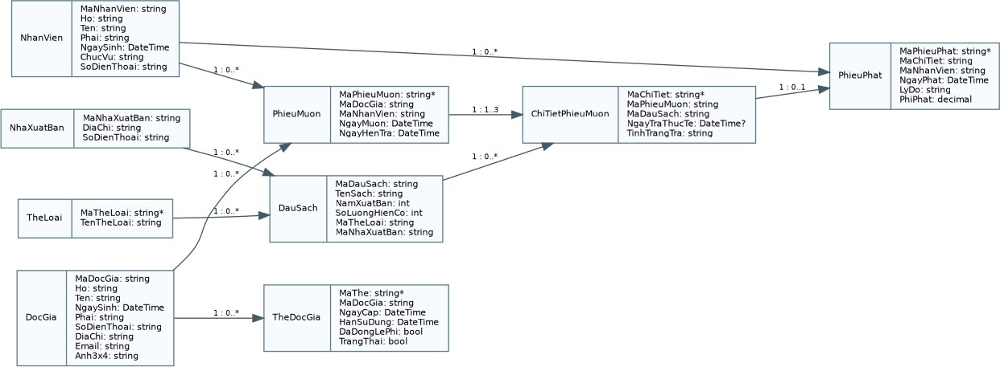 NhanVien
MaNhanVien: string
Ho: string
Ten: string
Phai: string
NgaySinh: DateTime
ChucVu: string
SoDienThoai: string
NhaXuatBan
MaNhaXuatBan: string
DiaChi: string
SoDienThoai: string
TheLoai
MaTheLoai: string*
TenTheLoai: string
DocGia
MaDocGia: string
Ho: string
Ten: string
NgaySinh: DateTime
Phai: string
SoDienThoai: string
DiaChi: string
Email: string
Anh3x4: string
1 : 0..*
1 : 0..*
1 : 0..*
1 : 0..*
1 : 0..*
1 : 0..*
PhieuMuon
MaPhieuMuon: string*
MaDocGia: string
MaNhanVien: string
NgayMuon: DateTime
NgayHenTra: DateTime
DauSach
MaDauSach: string
TenSach: string
NamXuatBan: int
SoLuongHienCo: int
MaTheLoai: string
MaNhaXuatBan: string
TheDocGia
MaThe: string*
MaDocGia: string
NgayCap: DateTime
HanSuDung: DateTime
DaDongLePhi: bool
TrangThai: bool
1 : 1..3
1 : 0..*
ChiTietPhieuMuon
MaChiTiet: string*
MaPhieuMuon: string
MaDauSach: string
NgayTraThucTe: DateTime?
TinhTrangTra: string
1 : 0..1
PhieuPhat
MaPhieuPhat: string*
MaChiTiet: string
MaNhanVien: string
NgayPhat: DateTime
LyDo: string
PhiPhat: decimal